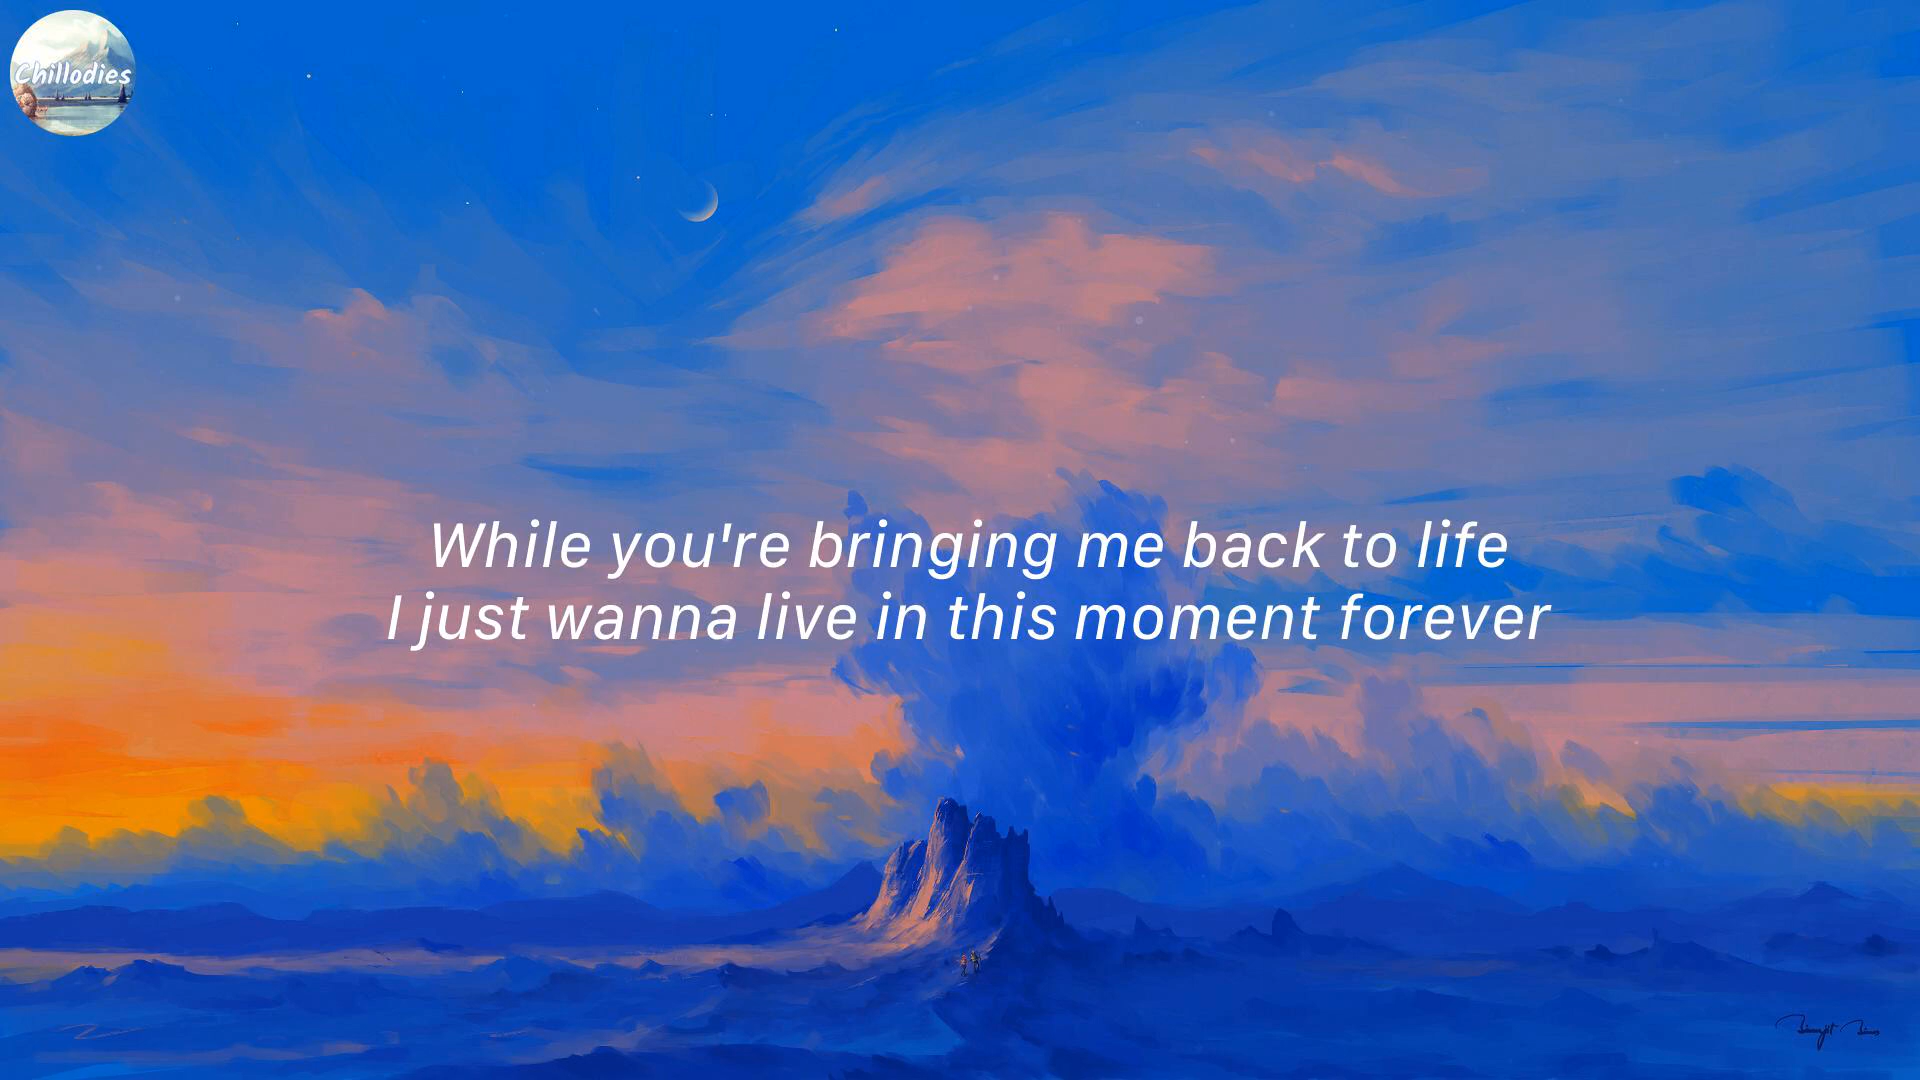 Chillodies
While you're bringing me back to life
I just wanna live in this moment forever